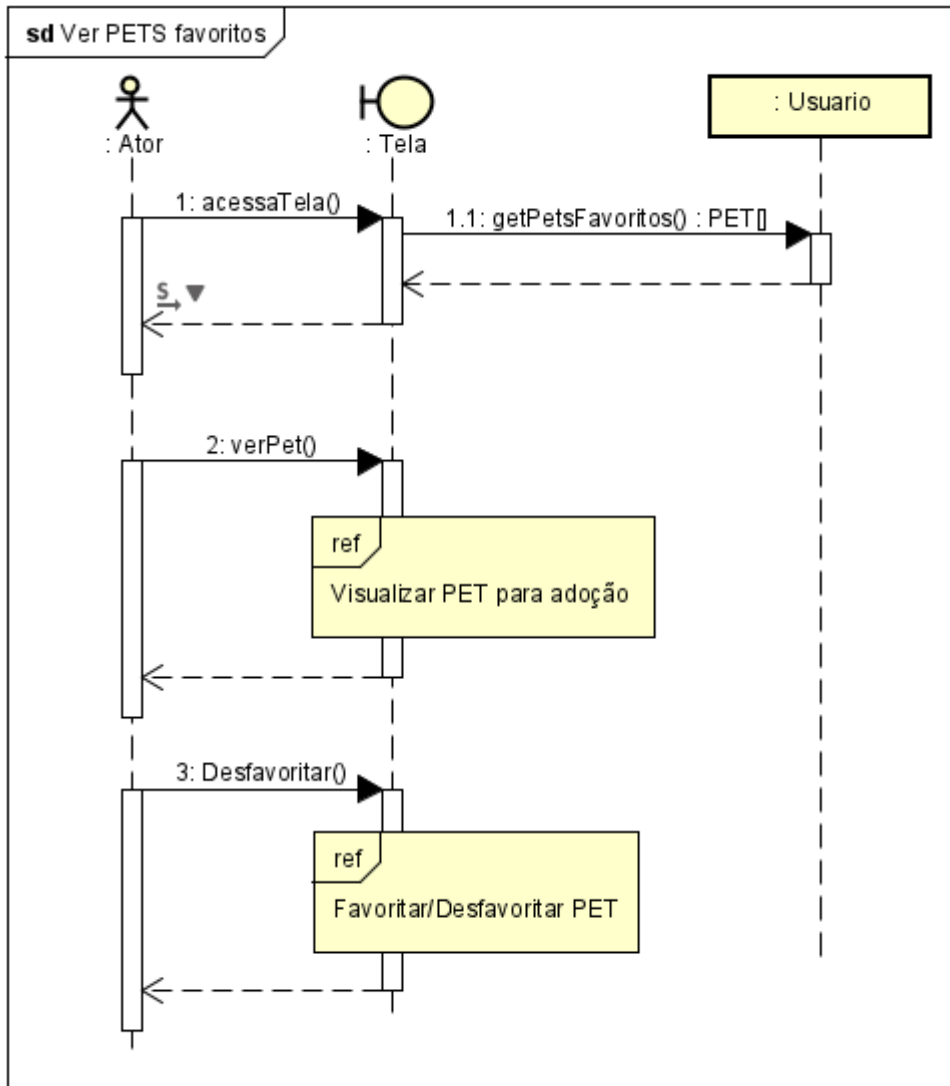 sd Ver PETS favoritos
: Ator
: Tela
: Usuario
1: acessaTela()
1.1: getPetsFavoritos() : PET[]
S
2: verPet()
ref
Visualizar PET para adoção
3: Desfavoritar()
ref
Favoritar/Desfavoritar PET